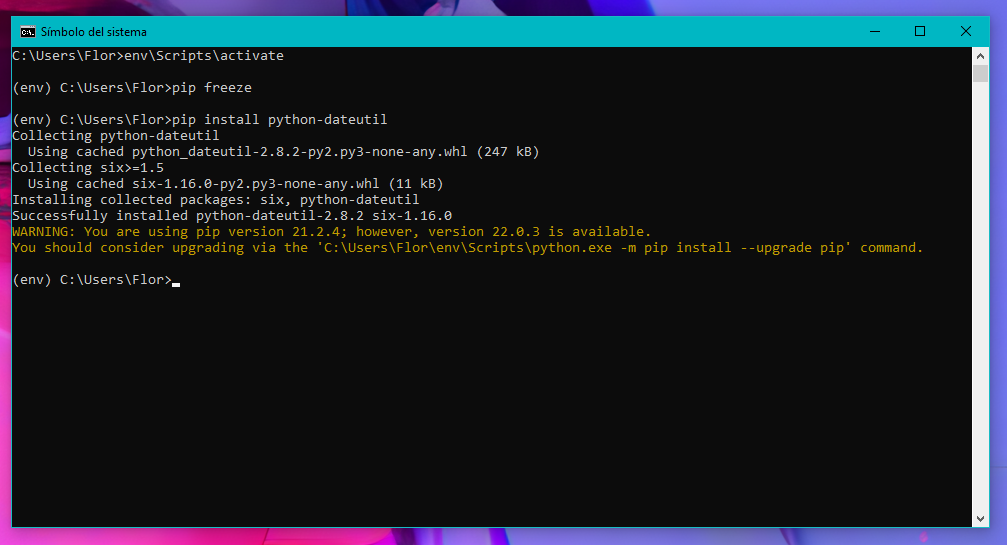 Símbolo del sistema
C:\Users\Flor>env\Scripts\activate
(env) C:\Users\Flor>pip freeze
(env) C:\Users\Flor>pip install python-dateutil
Collecting python-dateutil
  Using cached python_dateutil-2.8.2-py2.py3-none-any.whl (247 kB)
Collecting six>=1.5
  Using cached six-1.16.0-py2.py3-none-any.whl (11 kB)
Installing collected packages: six, python-dateutil
Successfully installed python-dateutil-2.8.2 six-1.16.0
WARNING: You are using pip version 21.2.4; however, version 22.0.3 is available.
You should consider upgrading via the 'C:\Users\Flor\env\Scripts\python.exe -m pip install --upgrade pip' command.
(env) C:\Users\Flor>